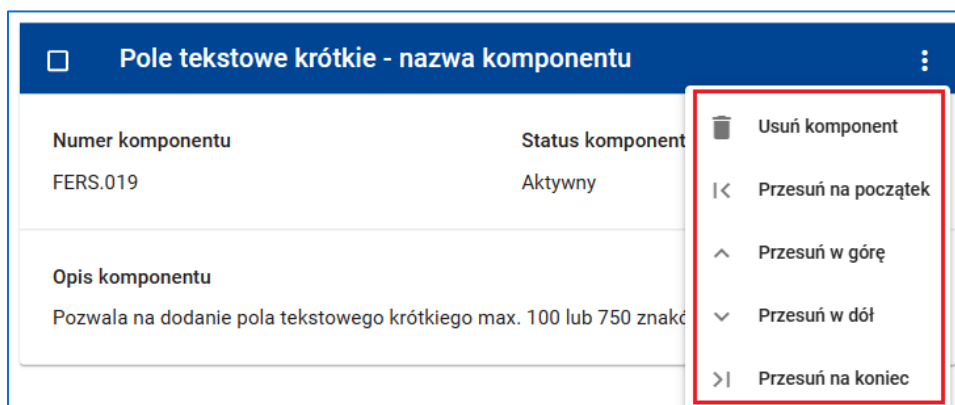 Pole tekstowe krótkie - nazwa komponentu
Numer komponentu
Status komponent
FERS.019
Aktywny
Opis komponentu
Pozwala na dodanie pola tekstowego krótkiego max. 100 lub 750 znakó
Usuń komponent
Przesuń na początek
Przesuń w górę
Przesuń w dół
Przesuń na koniec